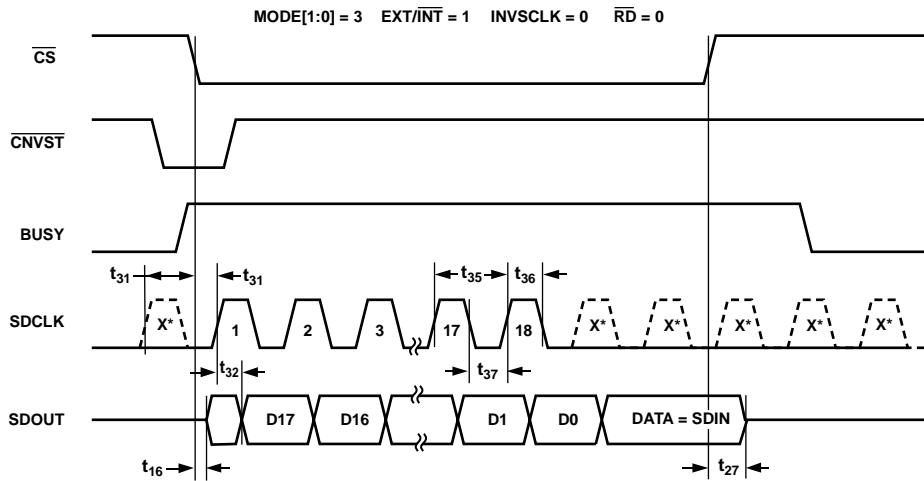 MODE[1:0] = 3 EXT/INT = 1 INVSCLK = 0 RD = 0
CS
CNVST
BUSY
t31 t31 t35 t36
SDCLK X* 1 2 3 17 18 X* X* X* X* X*
t32 t37
SDOUT D17 D16 D1 D0 DATA = SDIN
t16 t27